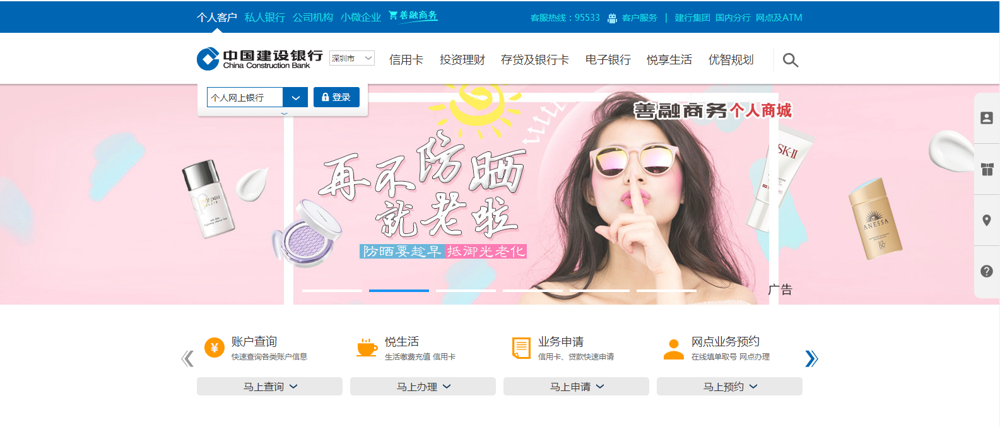 个人客户 私人银行 公司机构 小微企业 善融商务 客服热线：95533 客户服务 | 建行集团 国内分行 网点及ATM
中国建设银行
China Construction Bank
深圳市
信用卡 投资理财 存贷及银行卡 电子银行 悦享生活 优智规划
个人网上银行 登录
善融商务个人商城
再不防晒
就老啦
防晒要趁早 抵御光老化
SK-II
ANESSA
广告
账户查询 悦生活 业务申请 网点业务预约
快速查询各类账户信息 生活缴费充值 信用卡 信用卡、贷款快速申请 在线填单取号 网点办理
马上查询 马上办理 马上申请 马上预约